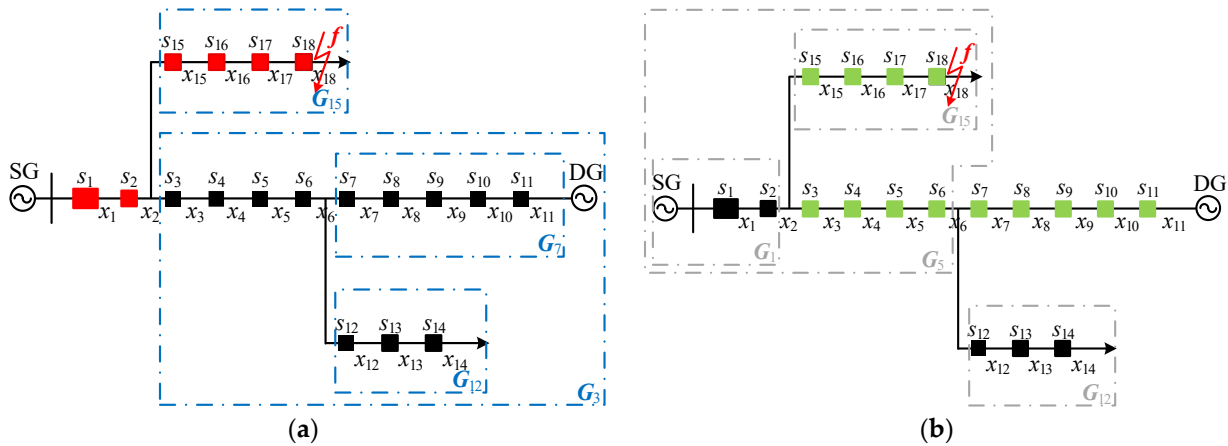 s15 s16 s17 s18 f
x15 x16 x17 x18
G15
SG s1 s2 s3 s4 s5 s6 s7 s8 s9 s10 s11 DG
x1 x2 x3 x4 x5 x6 x7 x8 x9 x10 x11
G7
s12 s13 s14
x12 x13 x14
G12
G3
(a)
s15 s16 s17 s18 f
x15 x16 x17 x18
G15
SG s1 s2 s3 s4 s5 s6 s7 s8 s9 s10 s11 DG
x1 x2 x3 x4 x5 x6 x7 x8 x9 x10 x11
G1 G5
s12 s13 s14
x12 x13 x14
G12
(b)